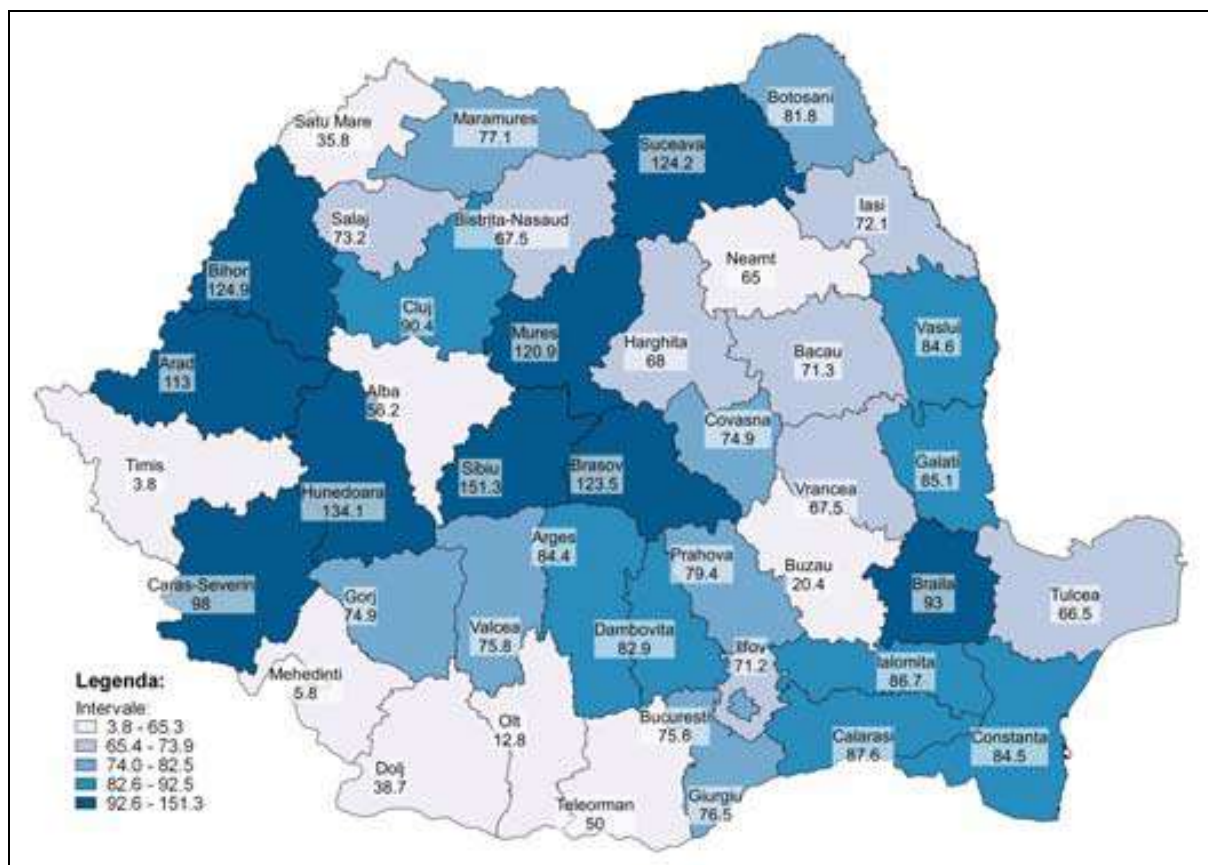 Botosani
81.8
Satu Mare
35.8
Maramures
77.1
Suceava
124.2
Iasi
72.1
Salaj
73.2
Bistrita-Nasaud
67.5
Neamt
65
Bihor
124.9
Cluj
90.4
Mures
120.9
Harghita
68
Bacau
71.3
Vaslui
84.6
Arad
113
Alba
56.2
Covasna
74.9
Timis
3.8
Hunedoara
134.1
Sibiu
151.3
Brasov
123.5
Vrancea
67.5
Galati
85.1
Caras-Severin
98
Gorj
74.9
Arges
84.4
Prahova
79.4
Buzau
20.4
Braila
93
Tulcea
66.5
Valcea
75.8
Dambovita
82.9
Ilfov
71.2
Ialomita
86.7
Mehedinti
5.8
Olt
12.8
Bucuresti
75.6
Calarasi
87.6
Constanta
84.5
Dolj
38.7
Teleorman
50
Giurgiu
76.5
Legenda:
Intervale:
3.8 - 65.3
65.4 - 73.9
74.0 - 82.5
82.6 - 92.5
92.6 - 151.3